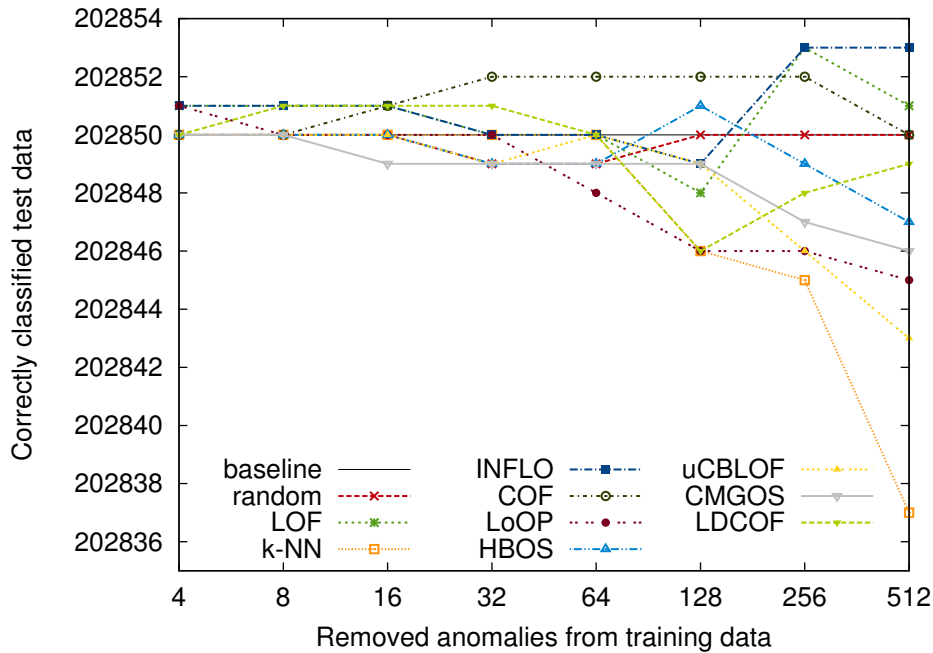 202854
202852
202850
202848
202846
202844
202842
202840
202838
202836
Correctly classified test data
baseline INFLO uCBLOF
random COF CMGOS
LOF LoOP LDCOF
k-NN HBOS
4 8 16 32 64 128 256 512
Removed anomalies from training data